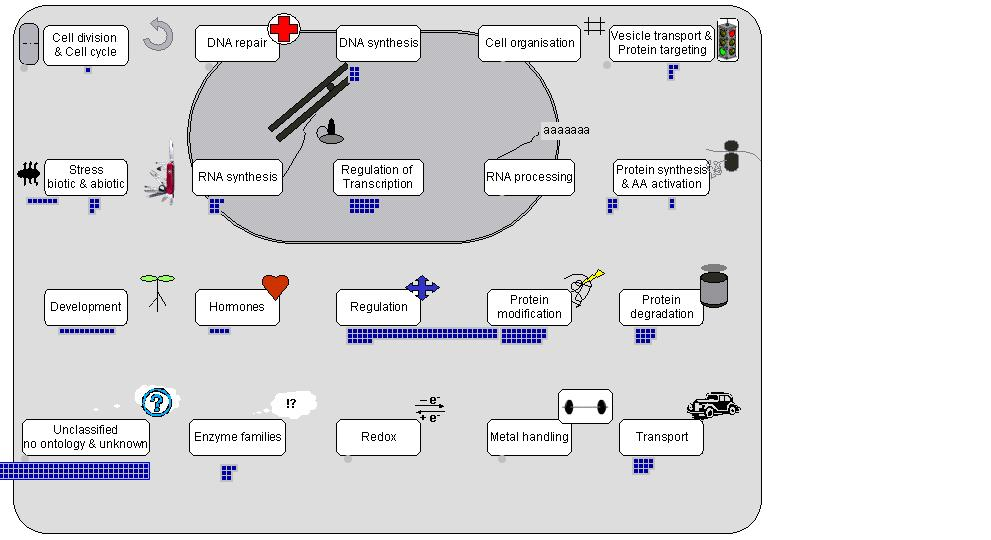 Cell division
& Cell cycle
DNA repair
DNA synthesis
Cell organisation
Vesicle transport &
Protein targeting
aaaaaaa
Stress
biotic & abiotic
RNA synthesis
Regulation of
Transcription
RNA processing
Protein synthesis
& AA activation
Development
Hormones
Regulation
Protein
modification
Protein
degradation
?
!?
– e-
+ e-
Unclassified
no ontology & unknown
Enzyme families
Redox
Metal handling
Transport